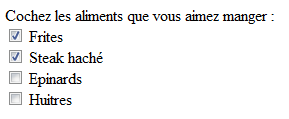 Cochez les aliments que vous aimez manger :
Frites
Steak haché
Epinards
Huitres